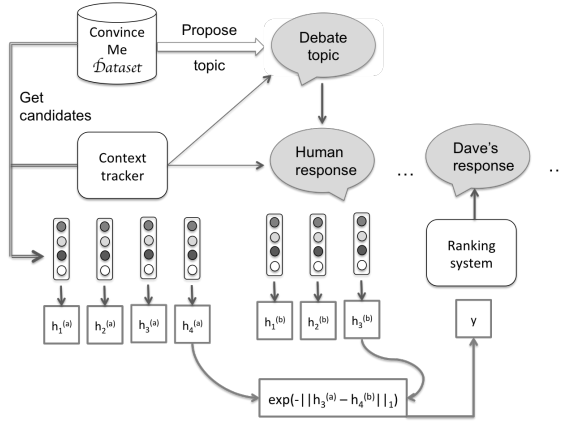 Convince
Me
Dataset
Propose
topic
Debate
topic
Get
candidates
Context
tracker
Human
response
...
Dave's
response
..
Ranking
system
h₁⁽ᵃ⁾
h₂⁽ᵃ⁾
h₃⁽ᵃ⁾
h₄⁽ᵃ⁾
h₁⁽ᵇ⁾
h₂⁽ᵇ⁾
h₃⁽ᵇ⁾
y
exp(-||h₃⁽ᵃ⁾ – h₄⁽ᵇ⁾||₁)